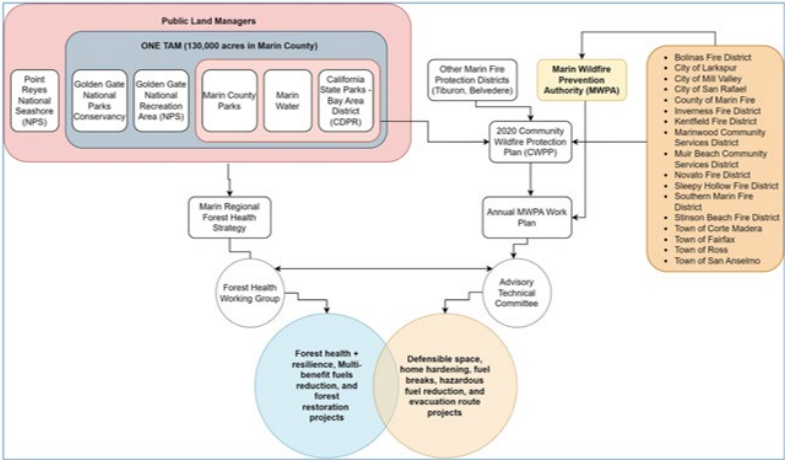 Public Land Managers
ONE TAM (130,000 acres in Marin County)
Point
Reyes
National
Seashore
(NPS)
Golden Gate
National
Parks
Conservancy
Golden Gate
National
Recreation
Area (NPS)
Marin County
Parks
Marin
Water
California
State Parks -
Bay Area
District
(CDPR)
Other Marin Fire
Protection Districts
(Tiburon, Belvedere)
Marin Wildfire
Prevention
Authority (MWPA)
• Bolinas Fire District
• City of Larkspur
• City of Mill Valley
• City of San Rafael
• County of Marin Fire
• Inverness Fire District
• Kentfield Fire District
• Marinwood Community
Services District
• Muir Beach Community
Services District
• Novato Fire District
• Sleepy Hollow Fire District
• Southern Marin Fire
District
• Stinson Beach Fire District
• Town of Corte Madera
• Town of Fairfax
• Town of Ross
• Town of San Anselmo
2020 Community
Wildfire Protection
Plan (CWPP)
Marin Regional
Forest Health
Strategy
Annual MWPA Work
Plan
Forest Health
Working Group
Advisory
Technical
Committee
Forest health +
resilience, Multi-
benefit fuels
reduction, and
forest
restoration
projects
Defensible space,
home hardening, fuel
breaks, hazardous
fuel reduction, and
evacuation route
projects